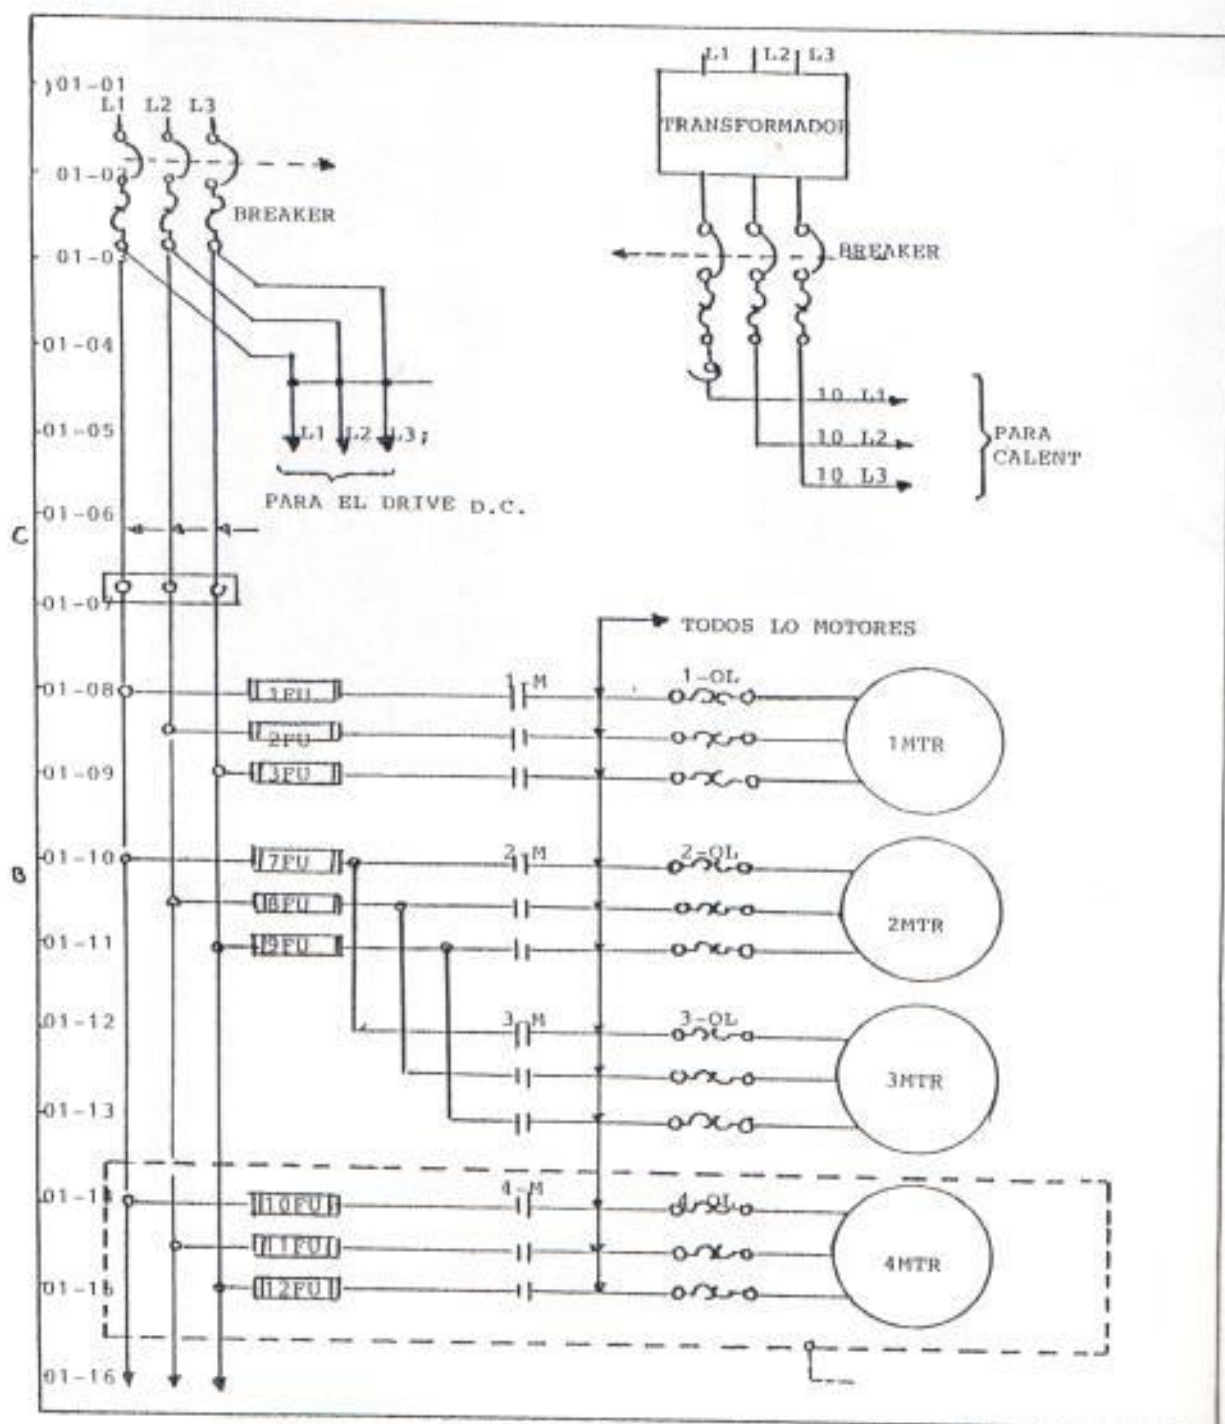 01-01
L1 L2 L3
01-02
BREAKER
01-03
01-04
01-05
L1 L2 L3;
PARA EL DRIVE D.C.
01-06
C
01-07
L1 L2 L3
TRANSFORMADOR
BREAKER
10 L1
10 L2
10 L3
PARA
CALENT
TODOS LO MOTORES
01-08
1FU
1-M
1-OL
2FU
1MTR
01-09
3FU
01-10
7FU
2-M
2-OL
B
8FU
2MTR
01-11
9FU
01-12
3-M
3-OL
3MTR
01-13
01-14
10FU
4-M
4-OL
11FU
4MTR
01-15
12FU
01-16